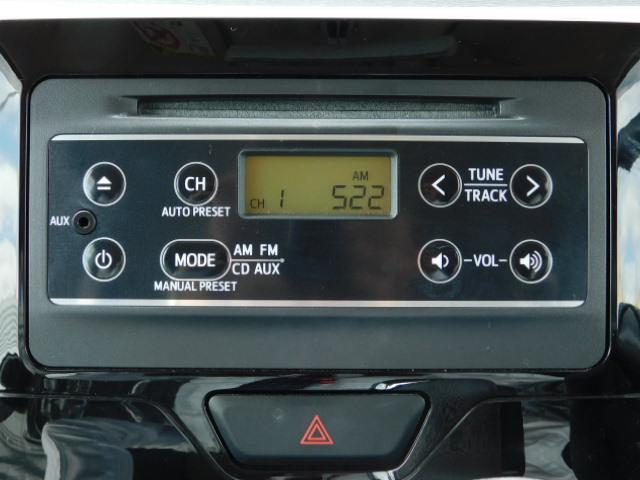 CH
AUTO PRESET
AM
CH 1 522
TUNE
TRACK
AUX
MODE
AM FM
CD AUX
MANUAL PRESET
-VOL-